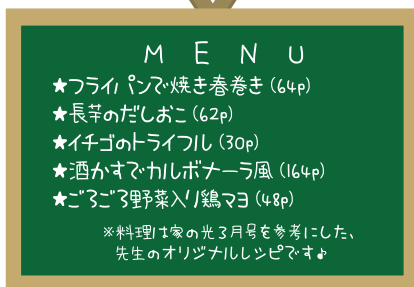 MENU
★フライパンで焼き春巻き(64p)
★長芋のだしおこ(62p)
★イチゴのトライフル(30p)
★酒かすでカルボナーラ風(164p)
★ごろごろ野菜入り鶏マヨ(48p)
※料理は家の光3月号を参考にした、
先生のオリジナルレシピです♪